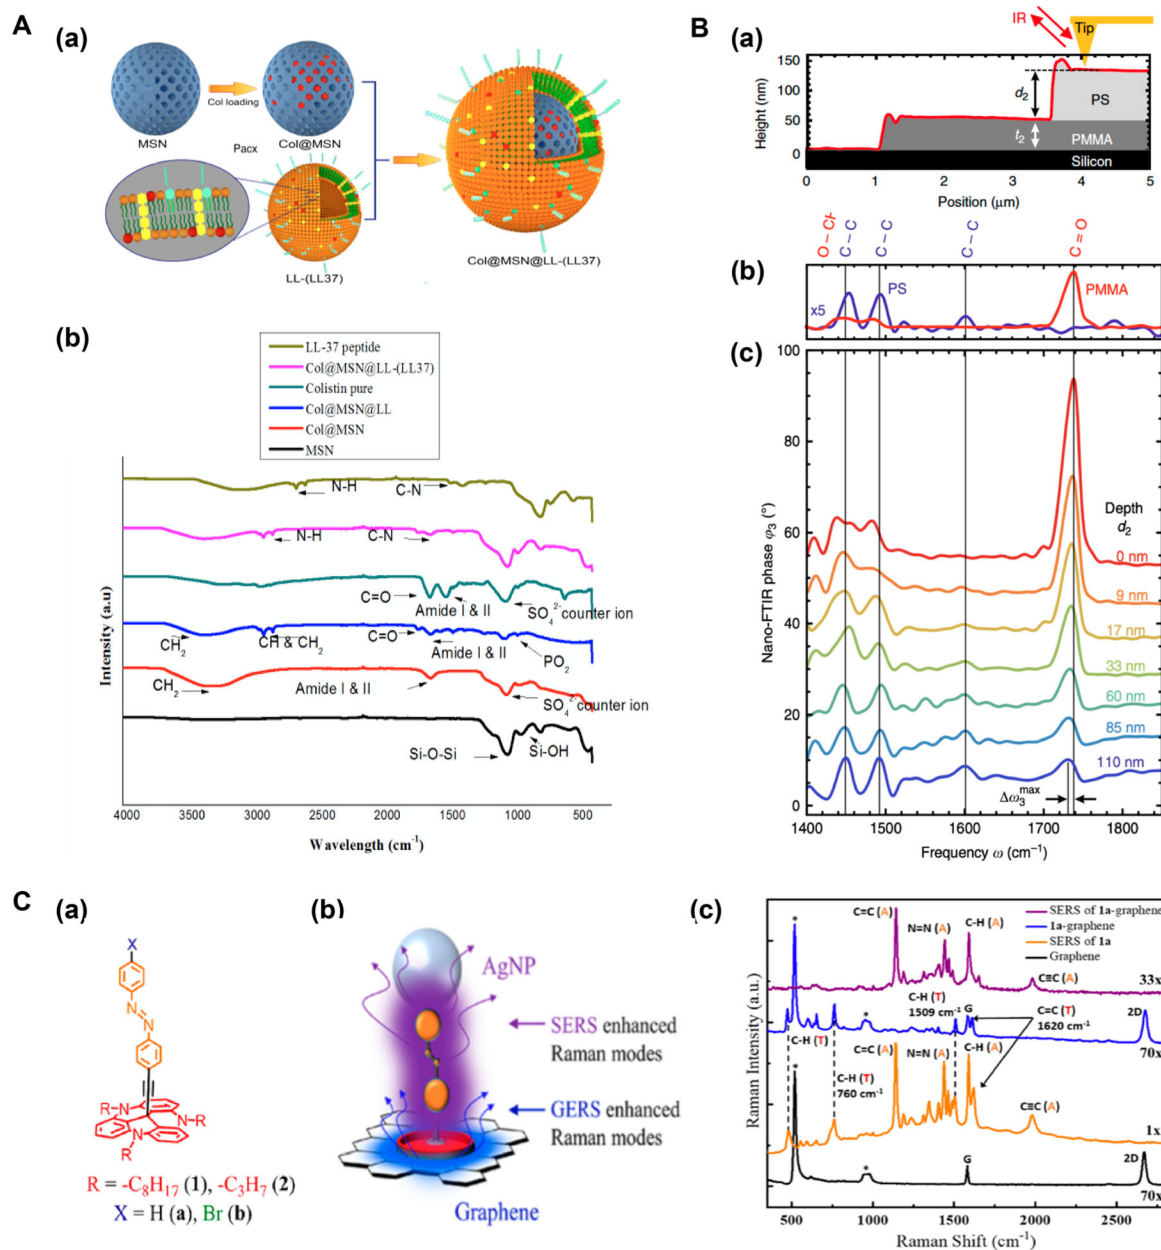 A
(a)
Col loading
MSN
Col@MSN
Pacx
LL-(LL37)
Col@MSN@LL-(LL37)
(b)
LL-37 peptide
Col@MSN@LL-(LL37)
Colistin pure
Col@MSN@LL
Col@MSN
MSN
N-H
C-N
N-H
C-N
C=O
Amide I & II
SO₄²⁻ counter ion
CH₂
CH & CH₂
C=O
Amide I & II
PO₂
CH₂
Amide I & II
SO₄²⁻ counter ion
Si-O-Si
Si-OH
Intensity (a.u)
4000 3500 3000 2500 2000 1500 1000 500
Wavelength (cm⁻¹)
B
(a)
IR
Tip
Height (nm)
150
100
50
0
d₂
PS
t₂
PMMA
Silicon
0 1 2 3 4 5
Position (μm)
C – C
C – C
C – C
C = O
(b)
x5
PS
PMMA
(c)
Nano-FTIR phase φ₃ (°)
100
80
60
40
20
0
Depth
d₂
0 nm
9 nm
17 nm
33 nm
60 nm
85 nm
110 nm
Δω₃ᵐᵃˣ
1400 1500 1600 1700 1800
Frequency ω (cm⁻¹)
C
(a)
X
N
N
R-N
N-R
N
R
R = -C₈H₁₇ (1), -C₃H₇ (2)
X = H (a), Br (b)
(b)
AgNP
SERS enhanced
Raman modes
GERS enhanced
Raman modes
Graphene
(c)
SERS of 1a-graphene
1a-graphene
SERS of 1a
Graphene
Raman Intensity (a.u.)
*
C=C (A)
N=N (A)
C-H (A)
C≡C (A)
33x
C-H (T)
1509 cm⁻¹
G
C=C (T)
1620 cm⁻¹
2D
70x
*
C-H (T)
*
C=C (A)
N=N (A)
C-H (A)
C-H (T)
760 cm⁻¹
C≡C (A)
1x
*
G
2D
70x
500 1000 1500 2000 2500
Raman Shift (cm⁻¹)